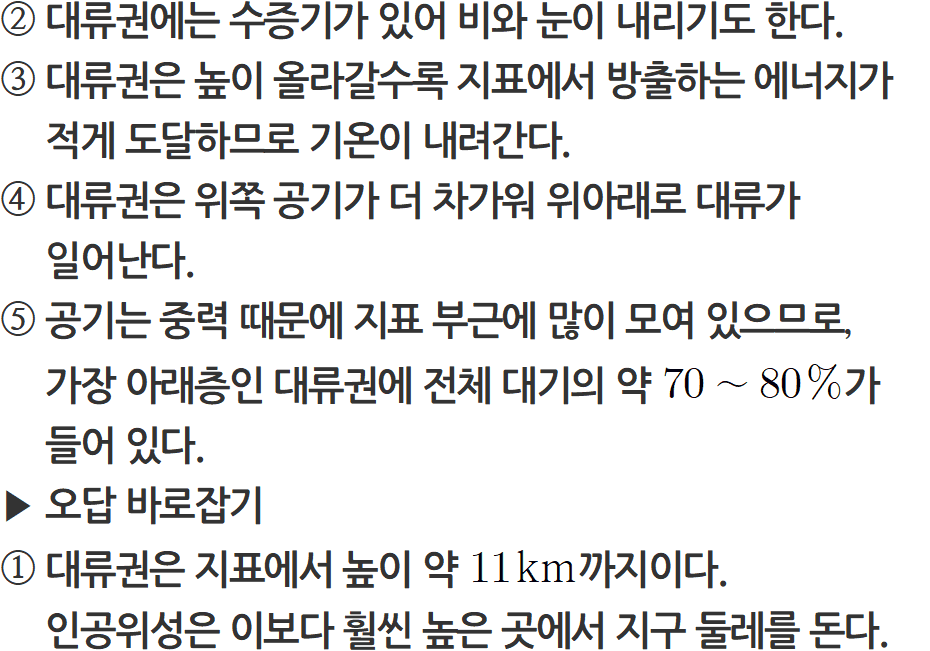 ② 대류권에는 수증기가 있어 비와 눈이 내리기도 한다.
③ 대류권은 높이 올라갈수록 지표에서 방출하는 에너지가
적게 도달하므로 기온이 내려간다.
④ 대류권은 위쪽 공기가 더 차가워 위아래로 대류가
일어난다.
⑤ 공기는 중력 때문에 지표 부근에 많이 모여 있으므로,
가장 아래층인 대류권에 전체 대기의 약 70 ~ 80%가
들어 있다.
▶ 오답 바로잡기
① 대류권은 지표에서 높이 약 11km까지이다.
인공위성은 이보다 훨씬 높은 곳에서 지구 둘레를 돈다.